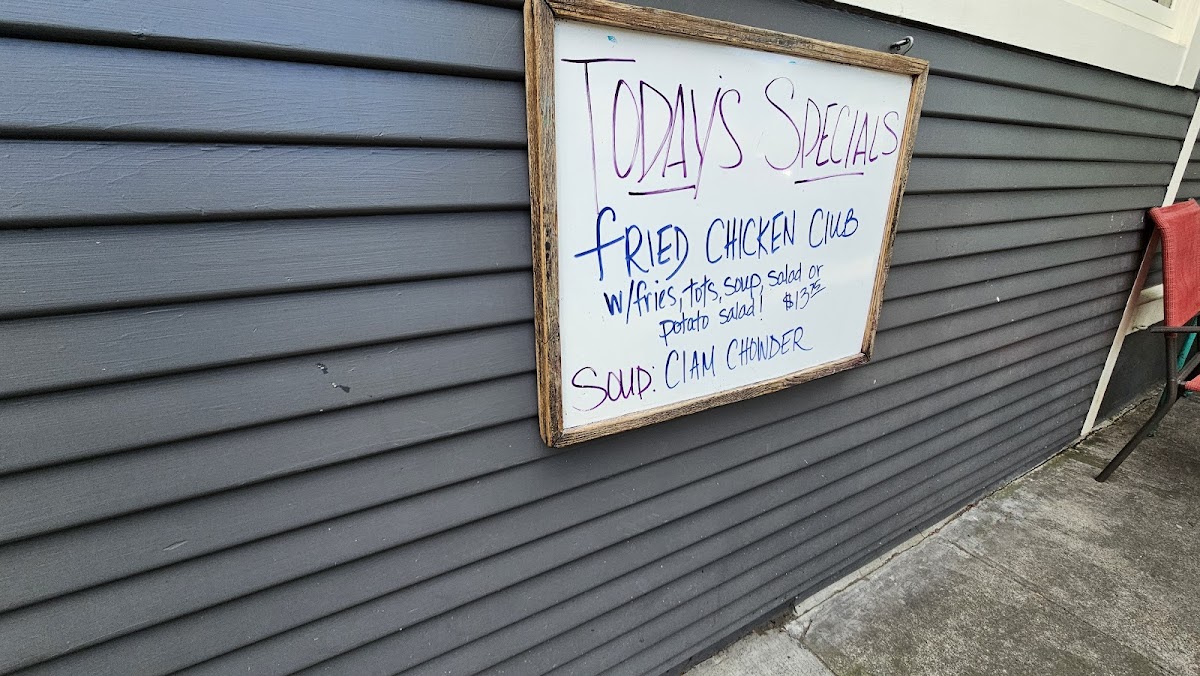 TODAY'S SPECIALS
FRIED CHICKEN CLUB
w/fries, tots, soup, salad or
potato salad! $13.75
SOUP: CLAM CHOWDER